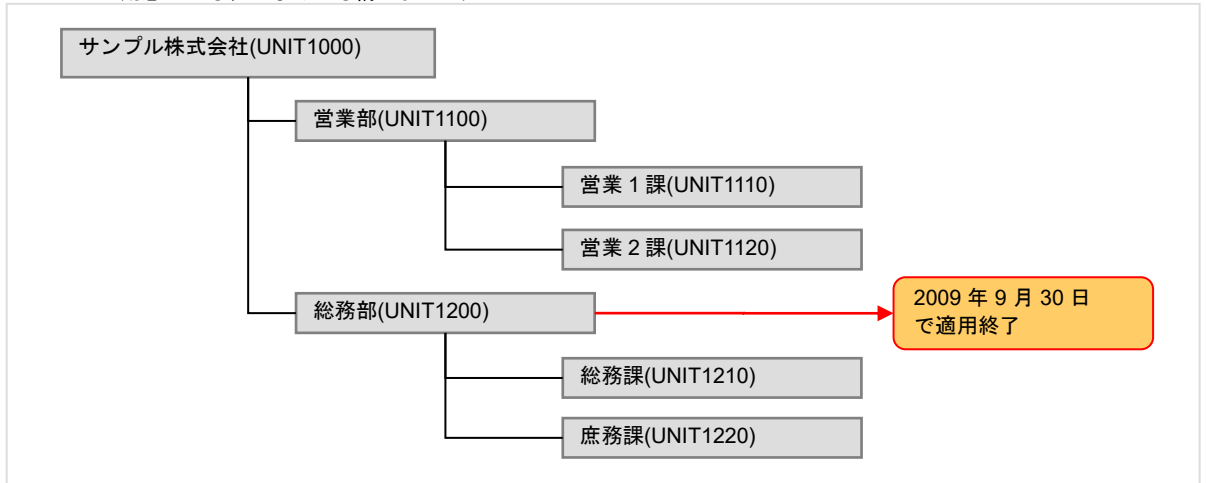 サンプル株式会社(UNIT1000)
営業部(UNIT1100)
営業 1 課(UNIT1110)
営業 2 課(UNIT1120)
総務部(UNIT1200)
2009 年 9 月 30 日
で適用終了
総務課(UNIT1210)
庶務課(UNIT1220)